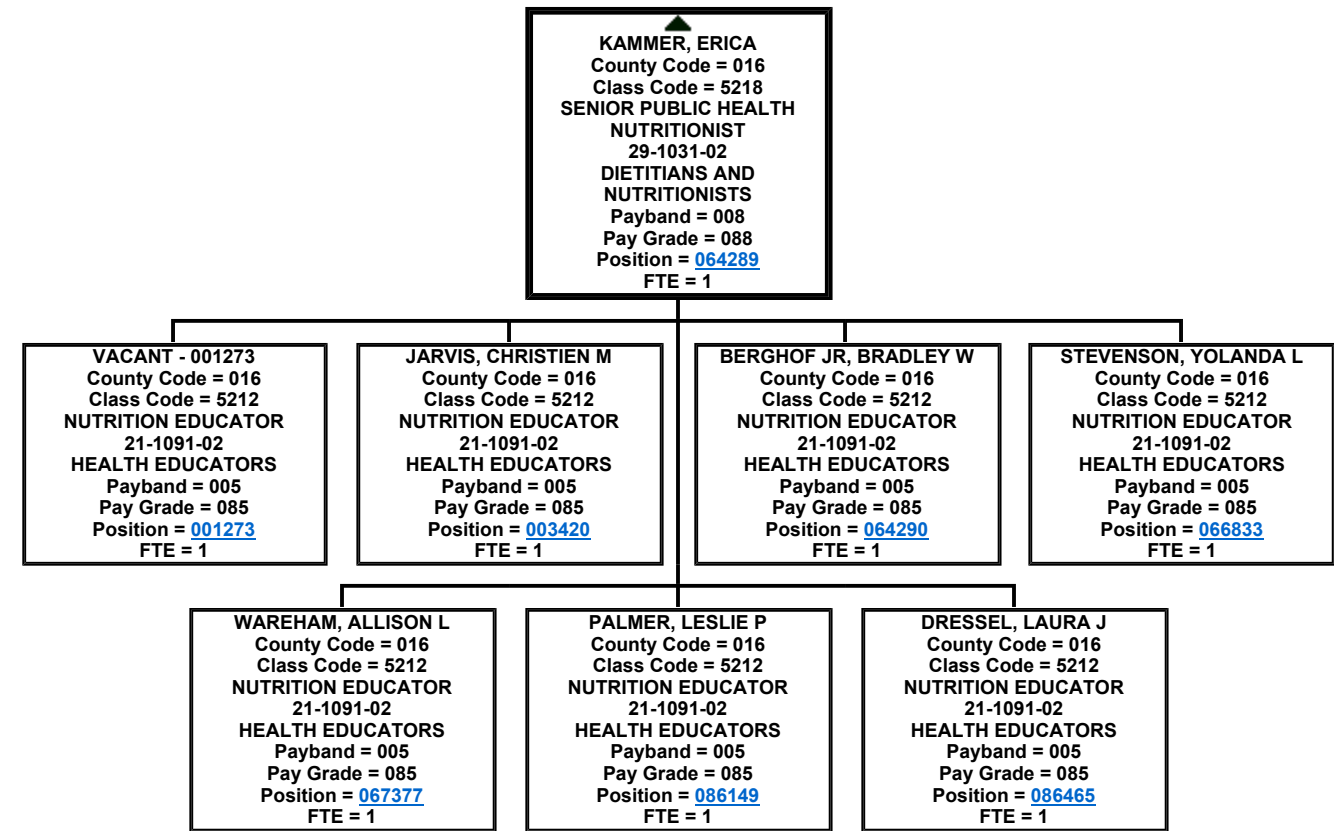 KAMMER, ERICA
County Code = 016
Class Code = 5218
SENIOR PUBLIC HEALTH
NUTRITIONIST
29-1031-02
DIETITIANS AND
NUTRITIONISTS
Payband = 008
Pay Grade = 088
Position = 064289
FTE = 1
VACANT - 001273
County Code = 016
Class Code = 5212
NUTRITION EDUCATOR
21-1091-02
HEALTH EDUCATORS
Payband = 005
Pay Grade = 085
Position = 001273
FTE = 1
JARVIS, CHRISTIEN M
County Code = 016
Class Code = 5212
NUTRITION EDUCATOR
21-1091-02
HEALTH EDUCATORS
Payband = 005
Pay Grade = 085
Position = 003420
FTE = 1
BERGHOF JR, BRADLEY W
County Code = 016
Class Code = 5212
NUTRITION EDUCATOR
21-1091-02
HEALTH EDUCATORS
Payband = 005
Pay Grade = 085
Position = 064290
FTE = 1
STEVENSON, YOLANDA L
County Code = 016
Class Code = 5212
NUTRITION EDUCATOR
21-1091-02
HEALTH EDUCATORS
Payband = 005
Pay Grade = 085
Position = 066833
FTE = 1
WAREHAM, ALLISON L
County Code = 016
Class Code = 5212
NUTRITION EDUCATOR
21-1091-02
HEALTH EDUCATORS
Payband = 005
Pay Grade = 085
Position = 067377
FTE = 1
PALMER, LESLIE P
County Code = 016
Class Code = 5212
NUTRITION EDUCATOR
21-1091-02
HEALTH EDUCATORS
Payband = 005
Pay Grade = 085
Position = 086149
FTE = 1
DRESSEL, LAURA J
County Code = 016
Class Code = 5212
NUTRITION EDUCATOR
21-1091-02
HEALTH EDUCATORS
Payband = 005
Pay Grade = 085
Position = 086465
FTE = 1